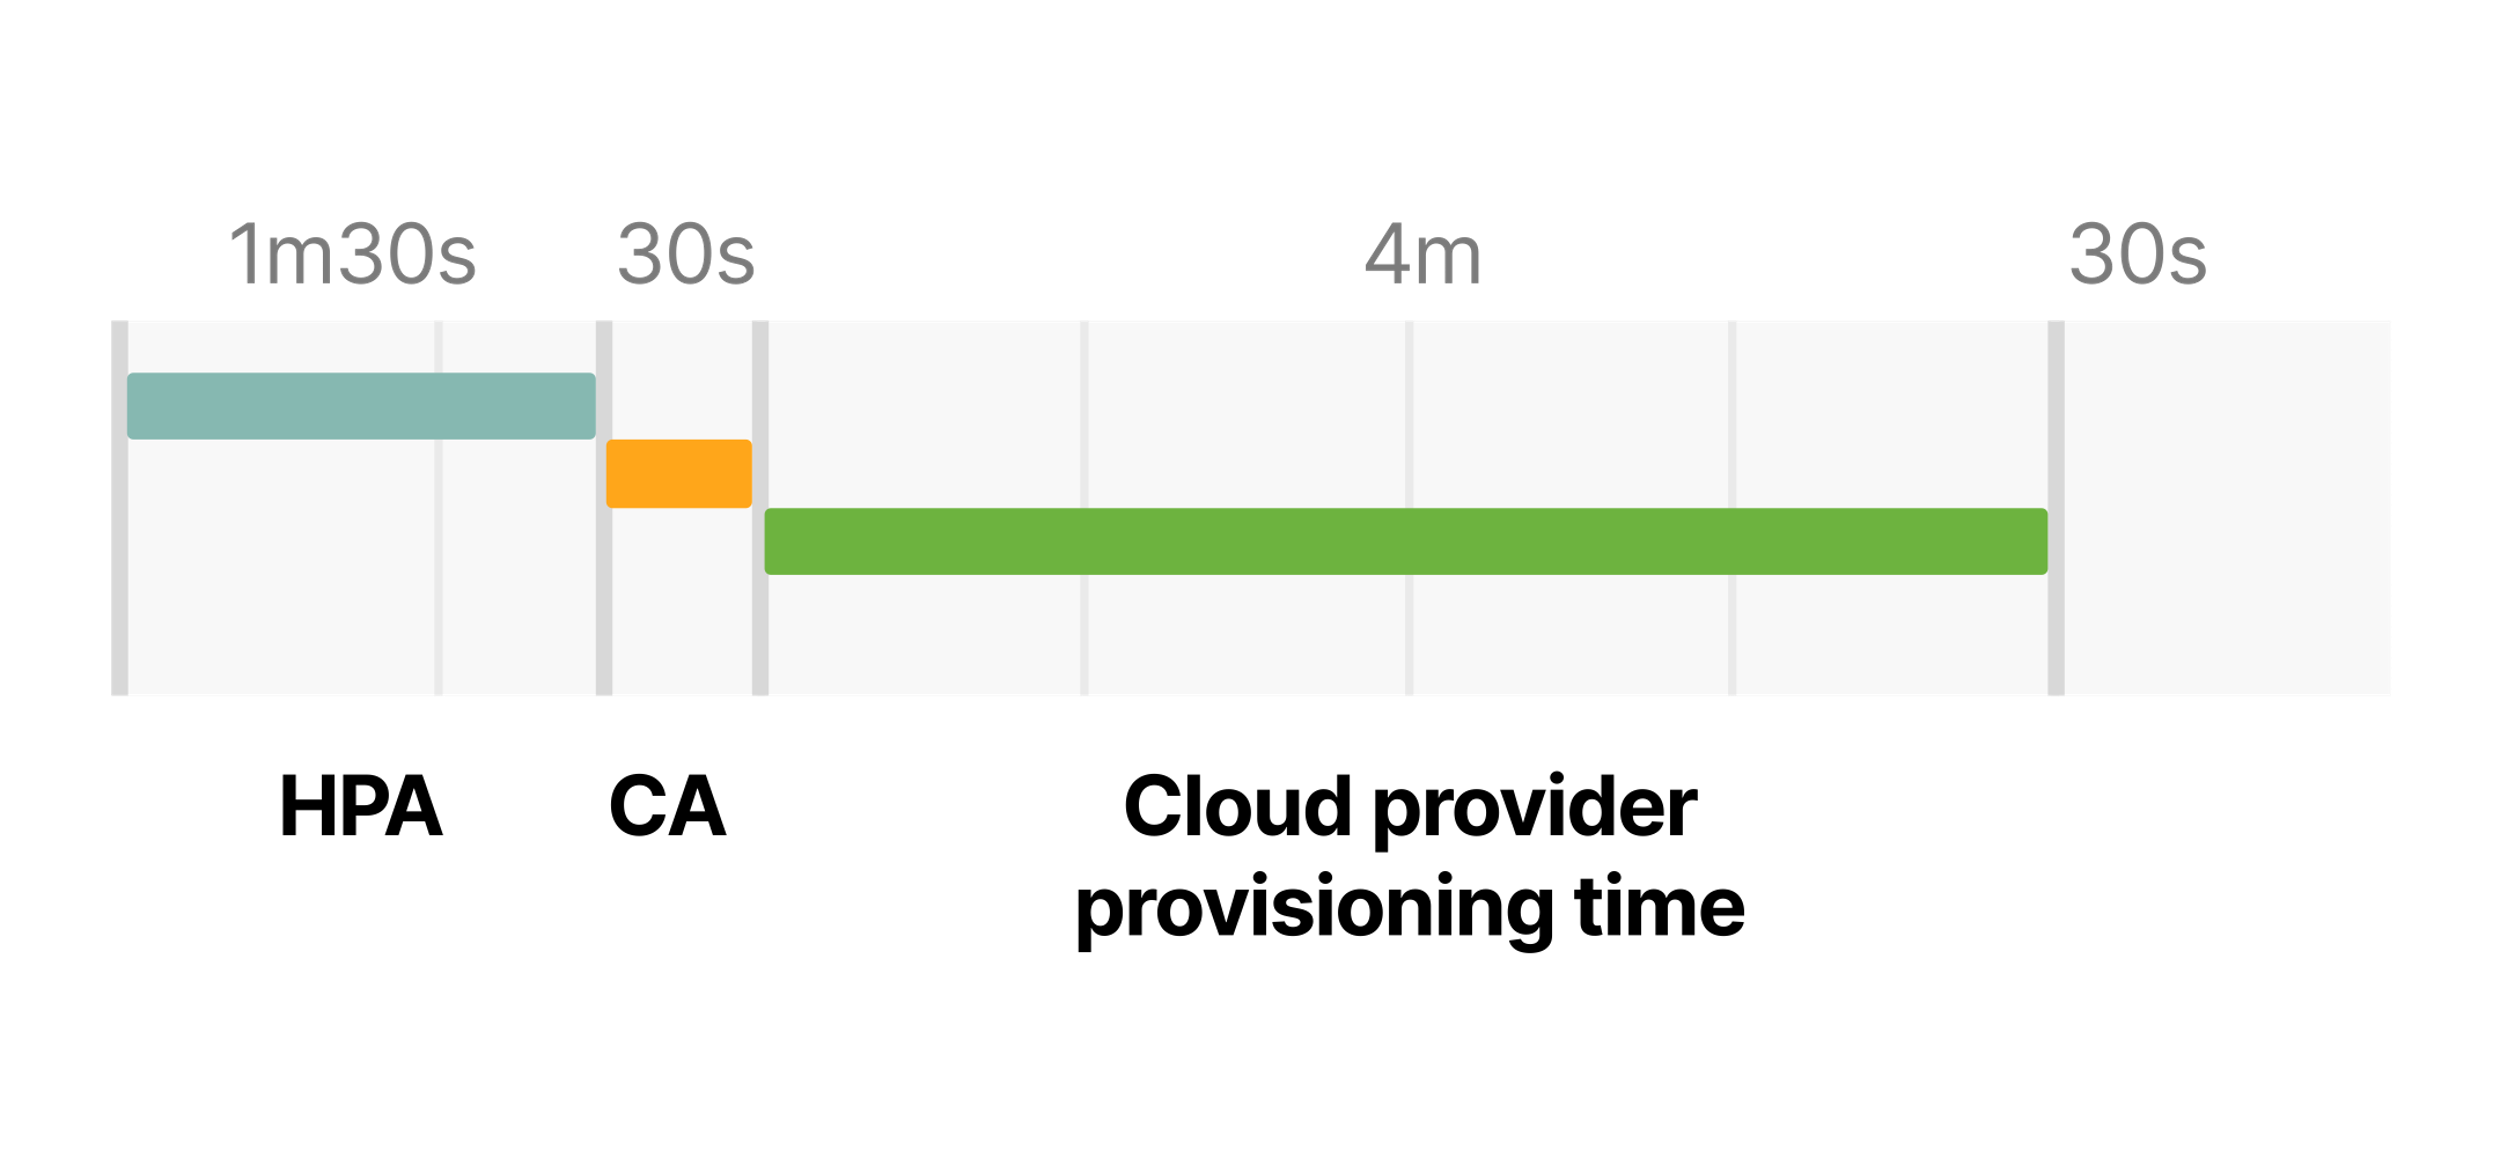 1m30s 30s 4m 30s
HPA CA Cloud provider
provisioning time